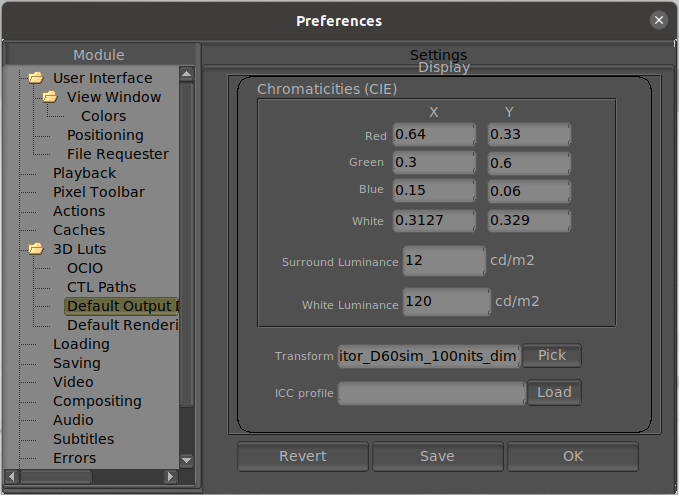 Preferences
Module
Settings
Display
User Interface
View Window
Colors
Positioning
File Requester
Playback
Pixel Toolbar
Actions
Caches
3D Luts
OCIO
CTL Paths
Default Output D
Default Renderi
Loading
Saving
Video
Compositing
Audio
Subtitles
Errors
Chromaticities (CIE)
X Y
Red 0.64 0.33
Green 0.3 0.6
Blue 0.15 0.06
White 0.3127 0.329
Surround Luminance 12 cd/m2
White Luminance 120 cd/m2
Transform itor_D60sim_100nits_dim Pick
ICC profile Load
Revert Save OK